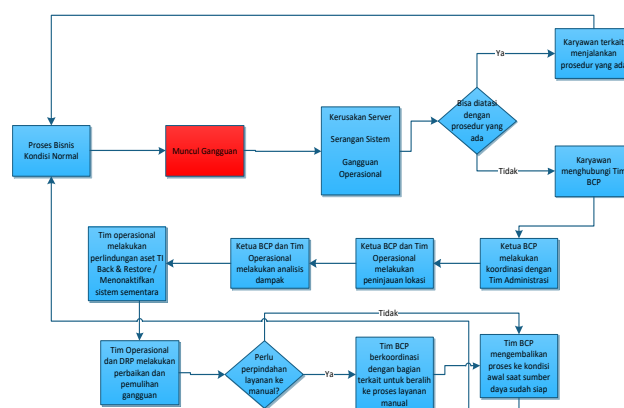 Karyawan terkait
menjalankan
prosedur yang ada
Ya
Bisa diatasi
dengan
prosedur yang
ada
Kerusakan Server
Serangan Sistem
Gangguan
Operasional
Muncul Gangguan
Proses Bisnis
Kondisi Normal
Tidak
Karyawan
menghubungi Tim
BCP
Ketua BCP
melakukan
koordinasi dengan
Tim Administrasi
Ketua BCP dan Tim
Operasional
melakukan
peninjauan lokasi
Ketua BCP dan Tim
Operasional
melakukan analisis
dampak
Tim operasional
melakukan
perlindungan aset TI
Back & Restore /
Menonaktifkan
sistem sementara
Tim Operasional
dan DRP melakukan
perbaikan dan
pemulihan
gangguan
Perlu
perpindahan
layanan ke
manual?
Tidak
Ya
Tim BCP
berkoordinasi
dengan bagian
terkait untuk beralih
ke proses layanan
manual
Tim BCP
mengembalikan
proses ke kondisi
awal saat sumber
daya sudah siap